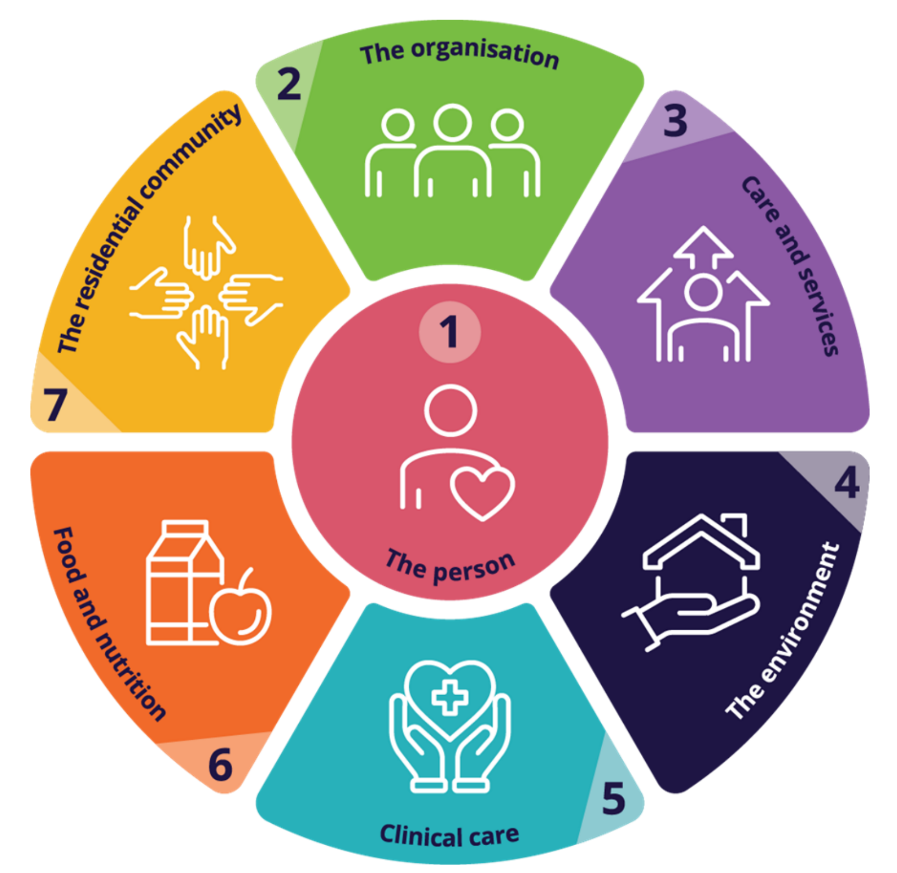 1
The person
2
The organisation
3
Care and services
4
The environment
5
Clinical care
6
Food and nutrition
7
The residential community